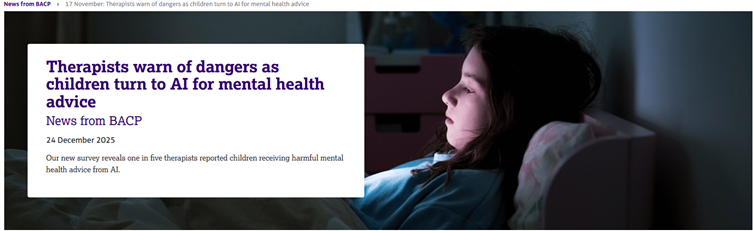 News from BACP › 17 November: Therapists warn of dangers as children turn to AI for mental health advice
Therapists warn of dangers as
children turn to AI for mental health
advice
News from BACP
24 December 2025
Our new survey reveals one in five therapists reported children receiving harmful mental
health advice from AI.